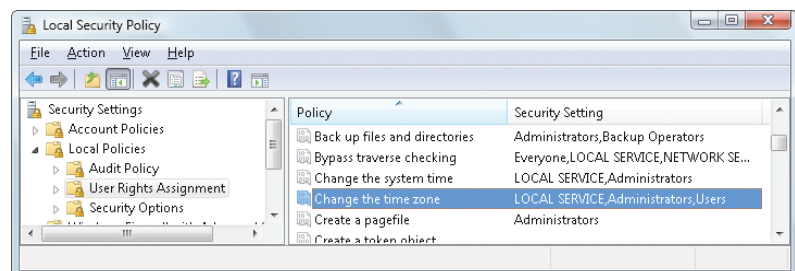 Local Security Policy
File Action View Help
Security Settings
Account Policies
Local Policies
Audit Policy
User Rights Assignment
Security Options
Policy Security Setting
Back up files and directories Administrators,Backup Operators
Bypass traverse checking Everyone,LOCAL SERVICE,NETWORK SE...
Change the system time LOCAL SERVICE,Administrators
Change the time zone LOCAL SERVICE,Administrators,Users
Create a pagefile Administrators
Create a token object